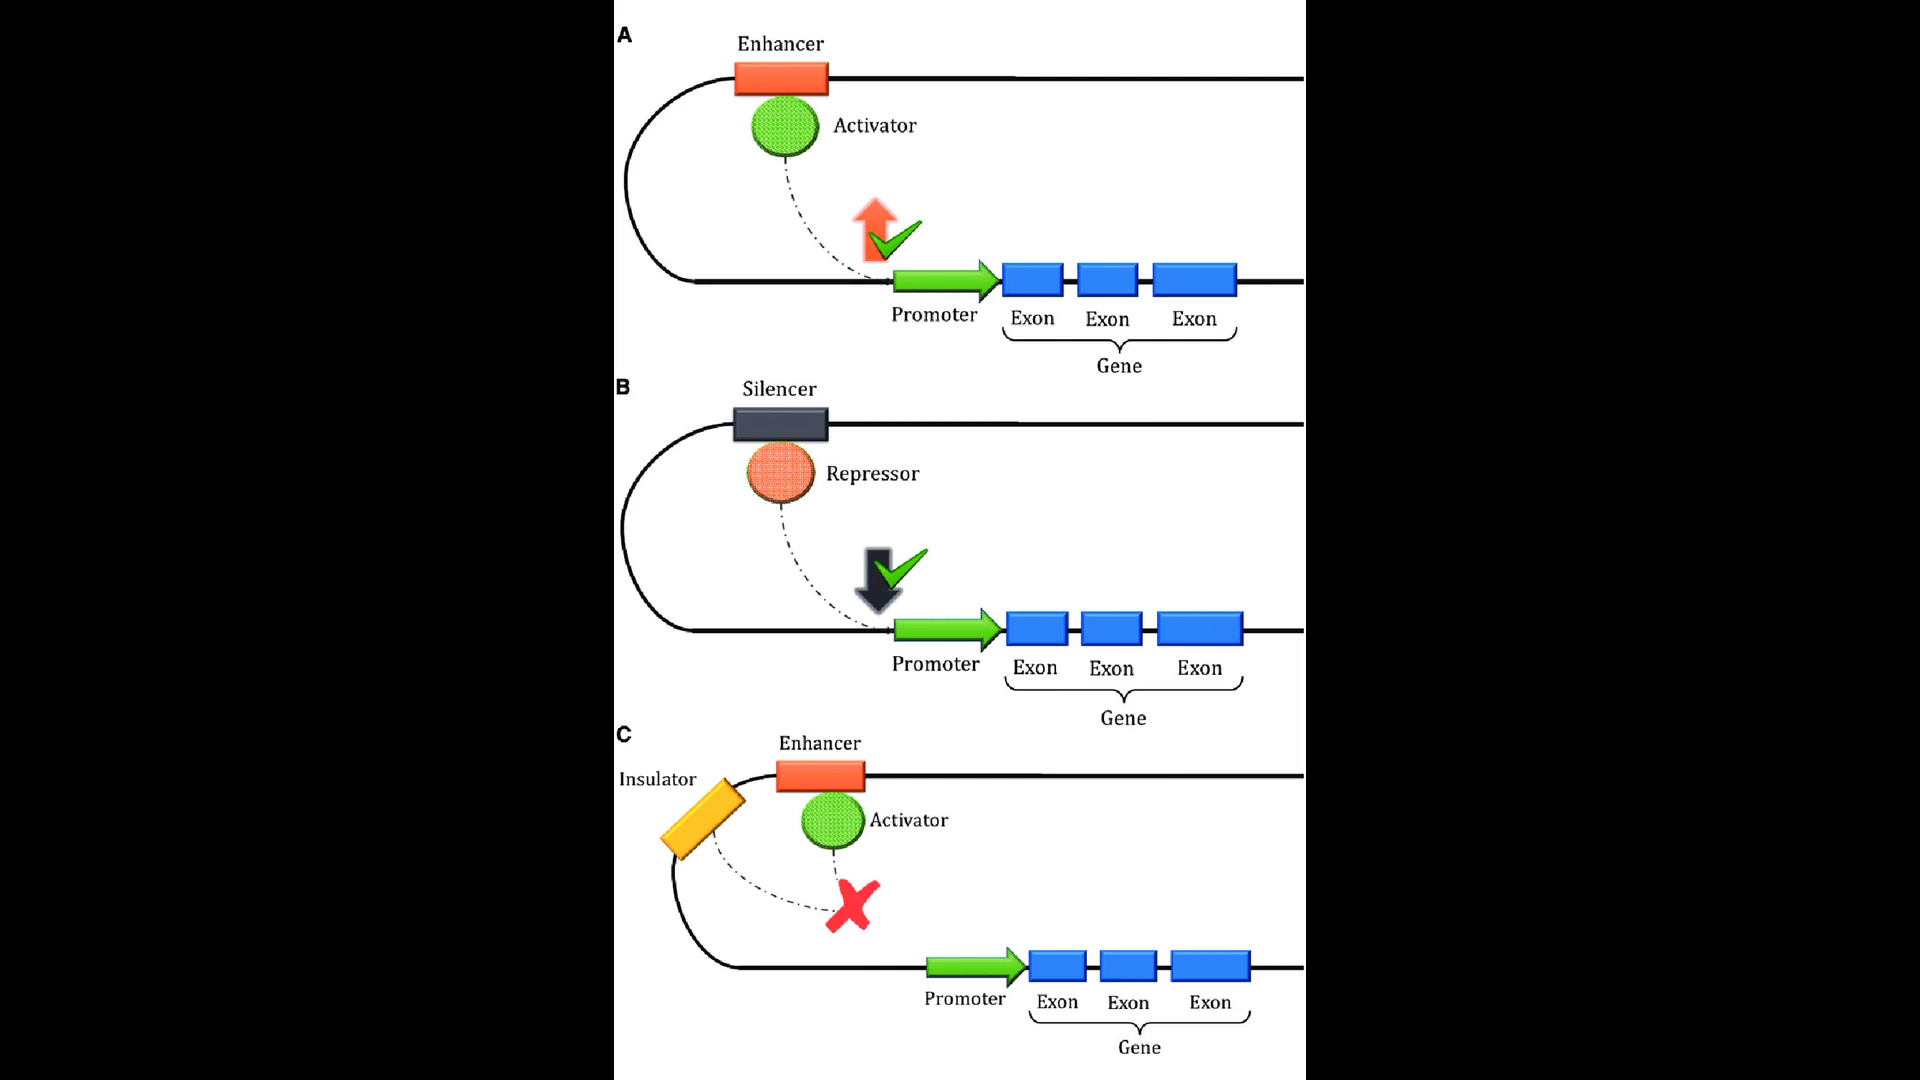 A
Enhancer
Activator
Promoter
Exon Exon Exon
Gene
B
Silencer
Repressor
Promoter
Exon Exon Exon
Gene
C
Enhancer
Insulator
Activator
Promoter
Exon Exon Exon
Gene